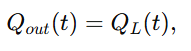 Q_{out}(t) = Q_L(t),